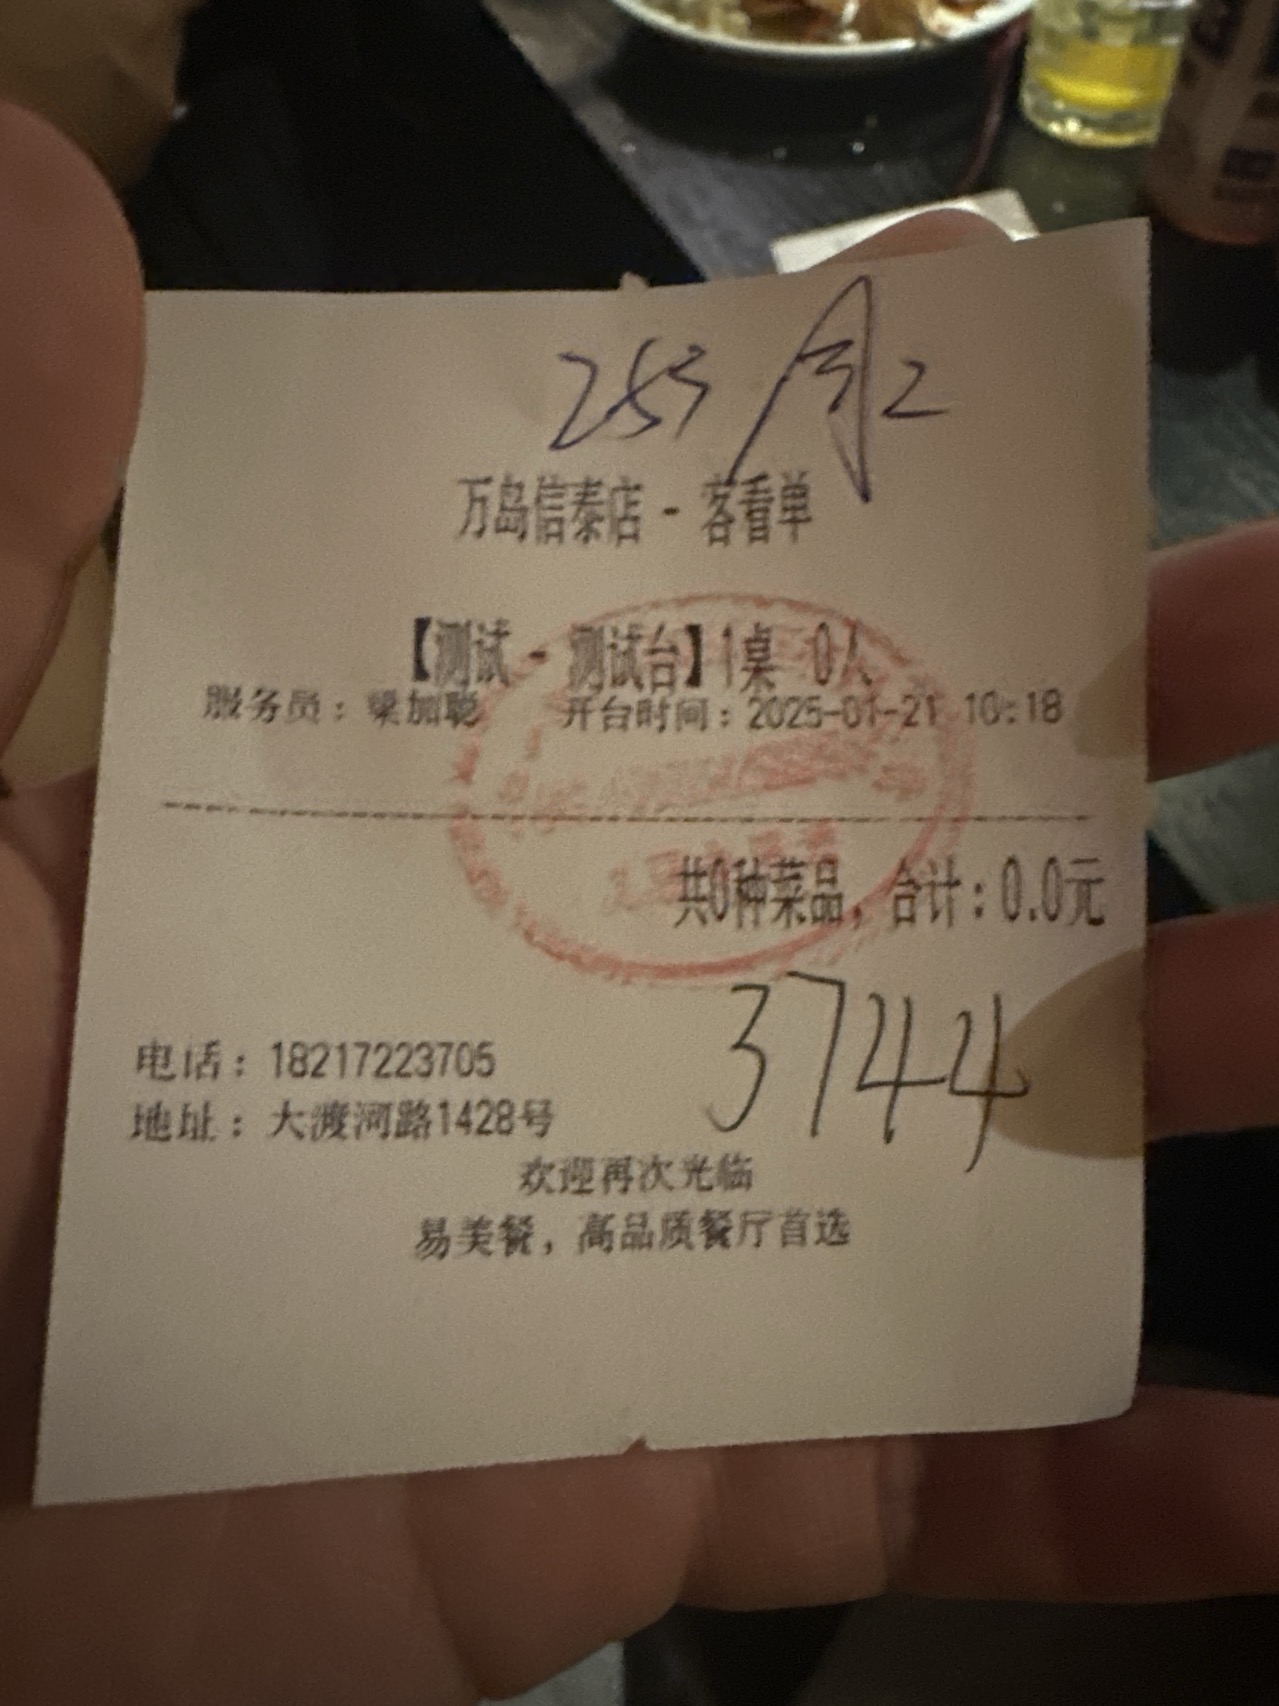 257 月2
万岛信泰店 - 客看单
【测试 - 测试台】1桌 0人
服务员：梁加聪 开台时间：2025-01-21 10:18
共0种菜品，合计：0.0元
3744
电话：18217223705
地址：大渡河路1428号
欢迎再次光临
易美餐，高品质餐厅首选